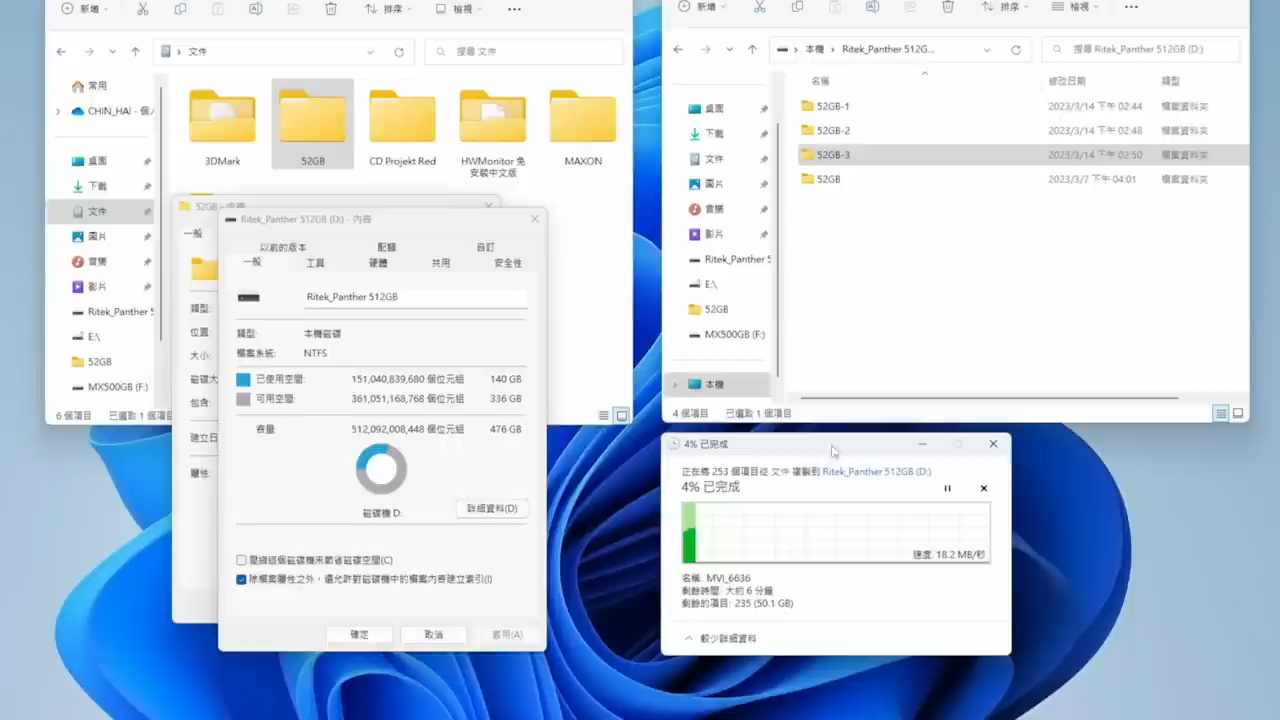 新增
排序
檢視
文件
搜尋 文件
常用
CHIN_HAI - 個人
桌面
下載
文件
圖片
音樂
影片
Ritek_Panther 5
E:\
52GB
MX500GB (F:)
3DMark
52GB
CD Projekt Red
HWMonitor 免
安裝中文版
MAXON
6 個項目
已選取 1 個項目
52GB - 內容
一般
類型:
位置:
大小:
磁碟大
包含:
建立日
屬性:
Ritek_Panther 512GB (D:) - 內容
以前的版本
配額
自訂
一般
工具
硬體
共用
安全性
Ritek_Panther 512GB
類型:
本機磁碟
檔案系統:
NTFS
已使用空間:
151,040,839,680 個位元組
140 GB
可用空間:
361,051,168,768 個位元組
336 GB
容量:
512,092,008,448 個位元組
476 GB
磁碟機 D:
詳細資料(D)
壓縮這個磁碟機來節省磁碟空間(C)
除檔案屬性之外，還允許對磁碟機中的檔案內容建立索引(I)
確定
取消
套用(A)
新增
排序
檢視
本機
Ritek_Panther 512G...
搜尋 Ritek_Panther 512GB (D:)
桌面
下載
文件
圖片
音樂
影片
Ritek_Panther 5
E:\
52GB
MX500GB (F:)
本機
名稱
修改日期
類型
52GB-1
2023/3/14 下午 02:44
檔案資料夾
52GB-2
2023/3/14 下午 02:48
檔案資料夾
52GB-3
2023/3/14 下午 02:50
檔案資料夾
52GB
2023/3/7 下午 04:01
檔案資料夾
4 個項目
已選取 1 個項目
4% 已完成
正在將 253 個項目從 文件 複製到 Ritek_Panther 512GB (D:)
4% 已完成
速度: 18.2 MB/秒
名稱: MVI_6636
剩餘時間: 大約 6 分鐘
剩餘的項目: 235 (50.1 GB)
較少詳細資料